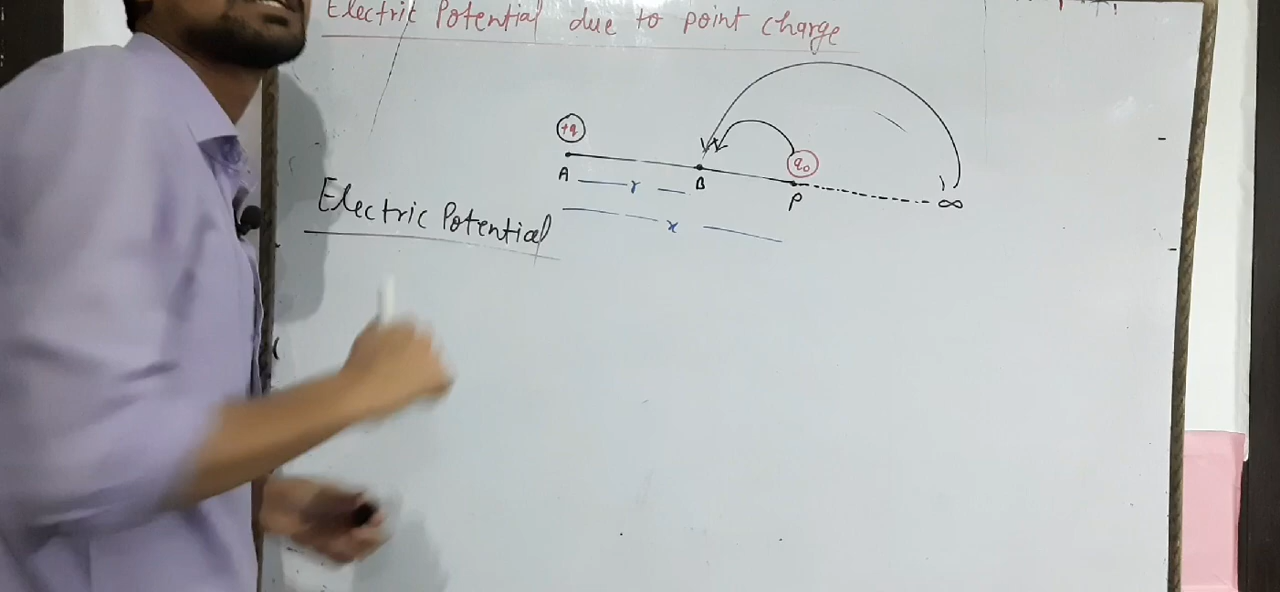 Electric Potential due to point charge
+q
q₀
A
r
B
P
∞
x
Electric Potential